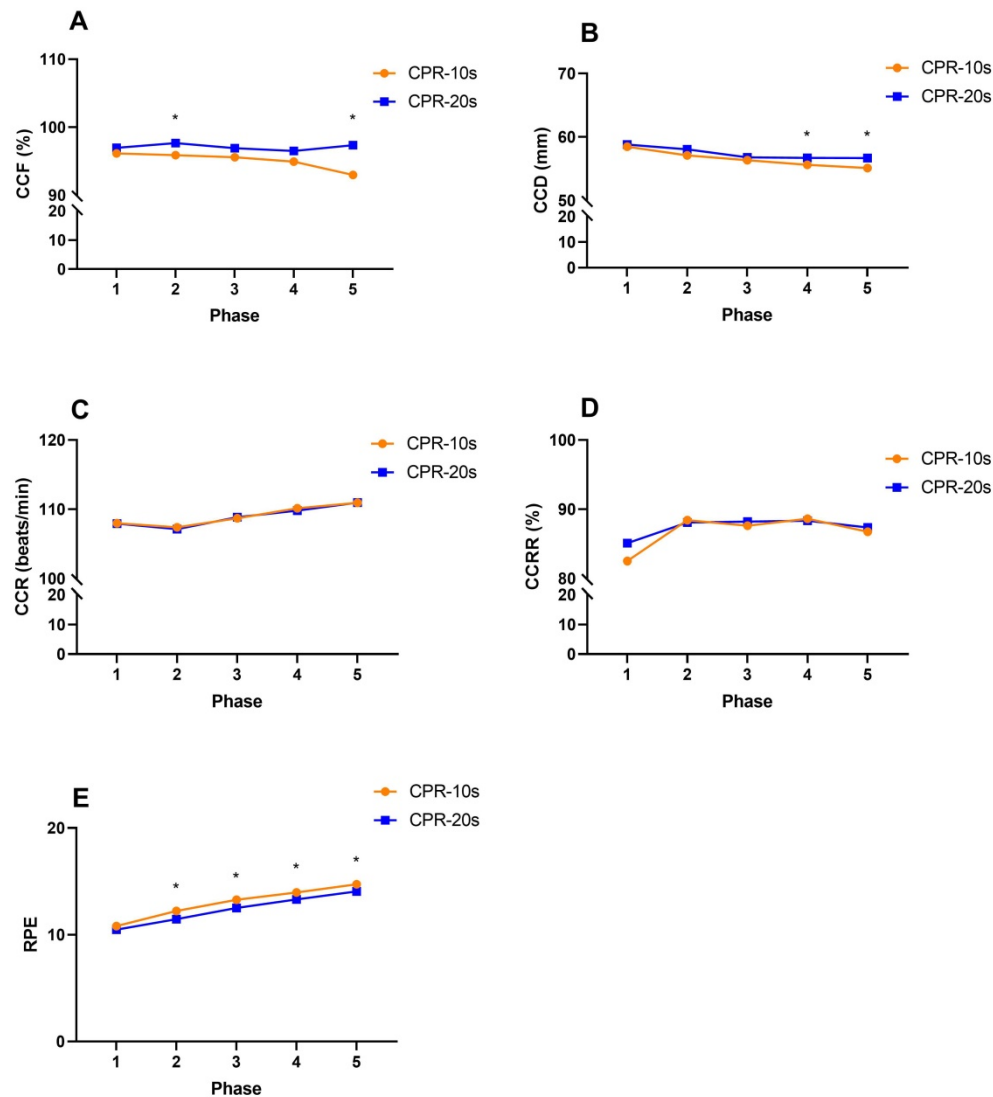 A
CCF (%)
110
100
90
20
10
0
*
*
CPR-10s
CPR-20s
1 2 3 4 5
Phase
B
CCD (mm)
70
60
50
20
10
0
*
*
CPR-10s
CPR-20s
1 2 3 4 5
Phase
C
CCR (beats/min)
120
110
100
20
10
0
CPR-10s
CPR-20s
1 2 3 4 5
Phase
D
CCRR (%)
100
90
80
20
10
0
CPR-10s
CPR-20s
1 2 3 4 5
Phase
E
RPE
20
10
0
*
*
*
*
CPR-10s
CPR-20s
1 2 3 4 5
Phase